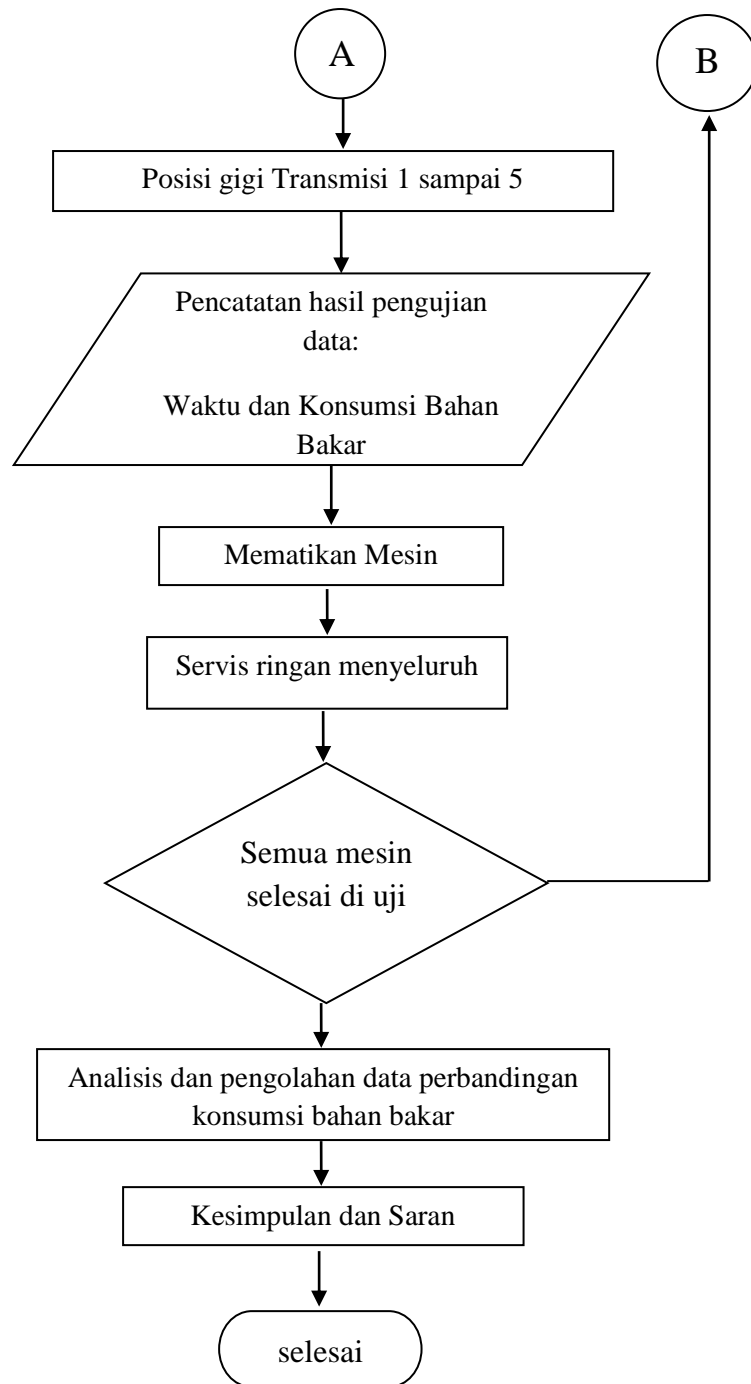 A
B
Posisi gigi Transmisi 1 sampai 5
Pencatatan hasil pengujian
data:
Waktu dan Konsumsi Bahan
Bakar
Mematikan Mesin
Servis ringan menyeluruh
Semua mesin
selesai di uji
Analisis dan pengolahan data perbandingan
konsumsi bahan bakar
Kesimpulan dan Saran
selesai